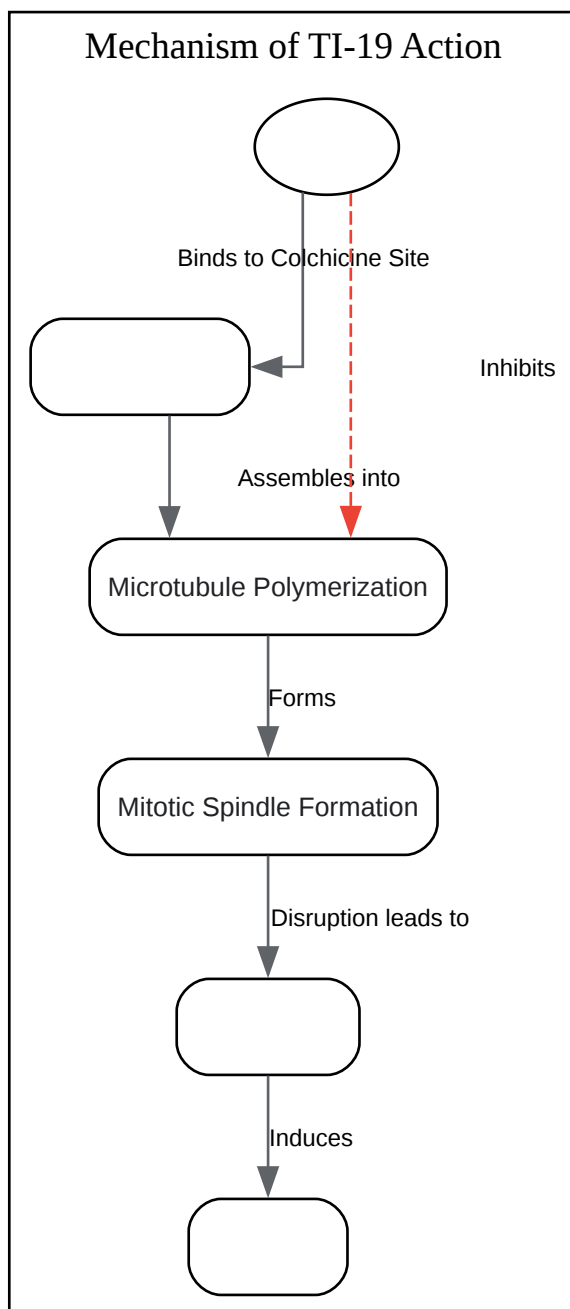 Mechanism of TI-19 Action
Binds to Colchicine Site
Inhibits
Assembles into
Microtubule Polymerization
Forms
Mitotic Spindle Formation
Disruption leads to
Induces